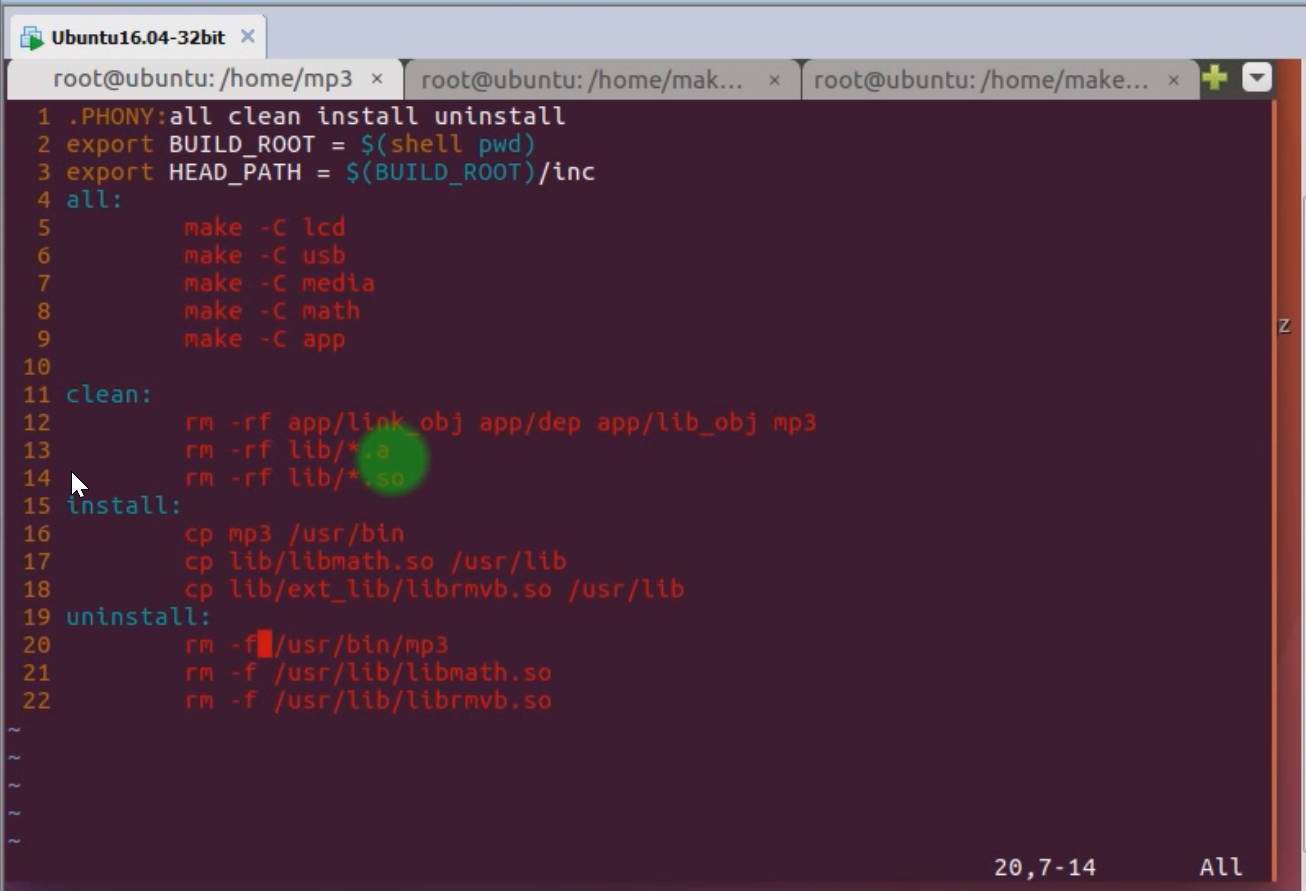 Ubuntu16.04-32bit ×
root@ubuntu: /home/mp3 × root@ubuntu: /home/mak... × root@ubuntu: /home/make... ×
1 .PHONY:all clean install uninstall
2 export BUILD_ROOT = $(shell pwd)
3 export HEAD_PATH = $(BUILD_ROOT)/inc
4 all:
5 make -C lcd
6 make -C usb
7 make -C media
8 make -C math
9 make -C app
10
11 clean:
12 rm -rf app/link_obj app/dep app/lib_obj mp3
13 rm -rf lib/*.a
14 rm -rf lib/*.so
15 install:
16 cp mp3 /usr/bin
17 cp lib/libmath.so /usr/lib
18 cp lib/ext_lib/librmvb.so /usr/lib
19 uninstall:
20 rm -f /usr/bin/mp3
21 rm -f /usr/lib/libmath.so
22 rm -f /usr/lib/librmvb.so
~
~
~
~
~
20,7-14 All
z